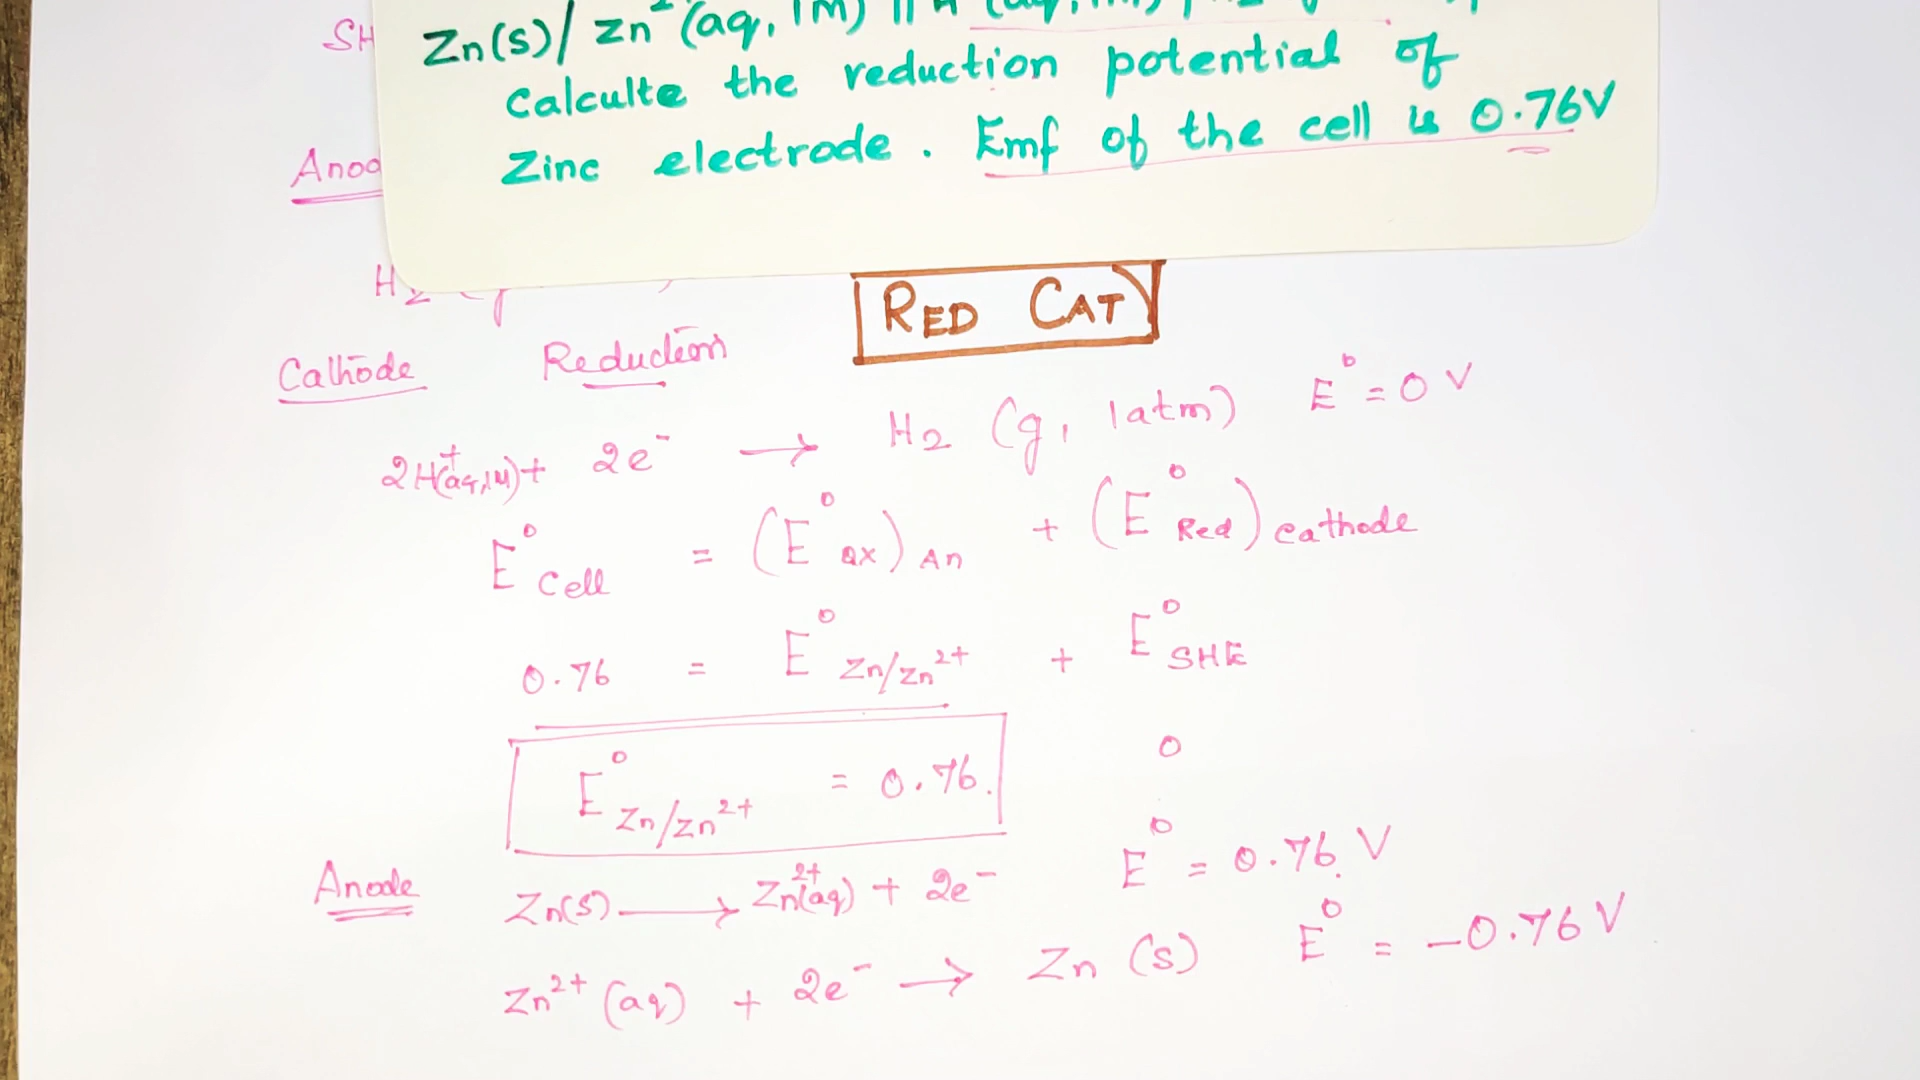 SH
Zn(s)/ Zn2 (aq, 1M) ||
Calculte the reduction potential of
Zinc electrode. Emf of the cell is 0.76V
Anod
H2
RED CAT
Cathode Reduction
2H+(aq,1M) + 2e- → H2 (g, 1atm) E° = 0 V
E°Cell = (E°ox)An + (E°Red)cathode
0.76 = E°Zn/Zn2+ + E°SHE
0
E°Zn/Zn2+ = 0.76.
Anode Zn(s) → Zn2+(aq) + 2e- E° = 0.76 V
Zn2+ (aq) + 2e- → Zn (s) E° = -0.76 V